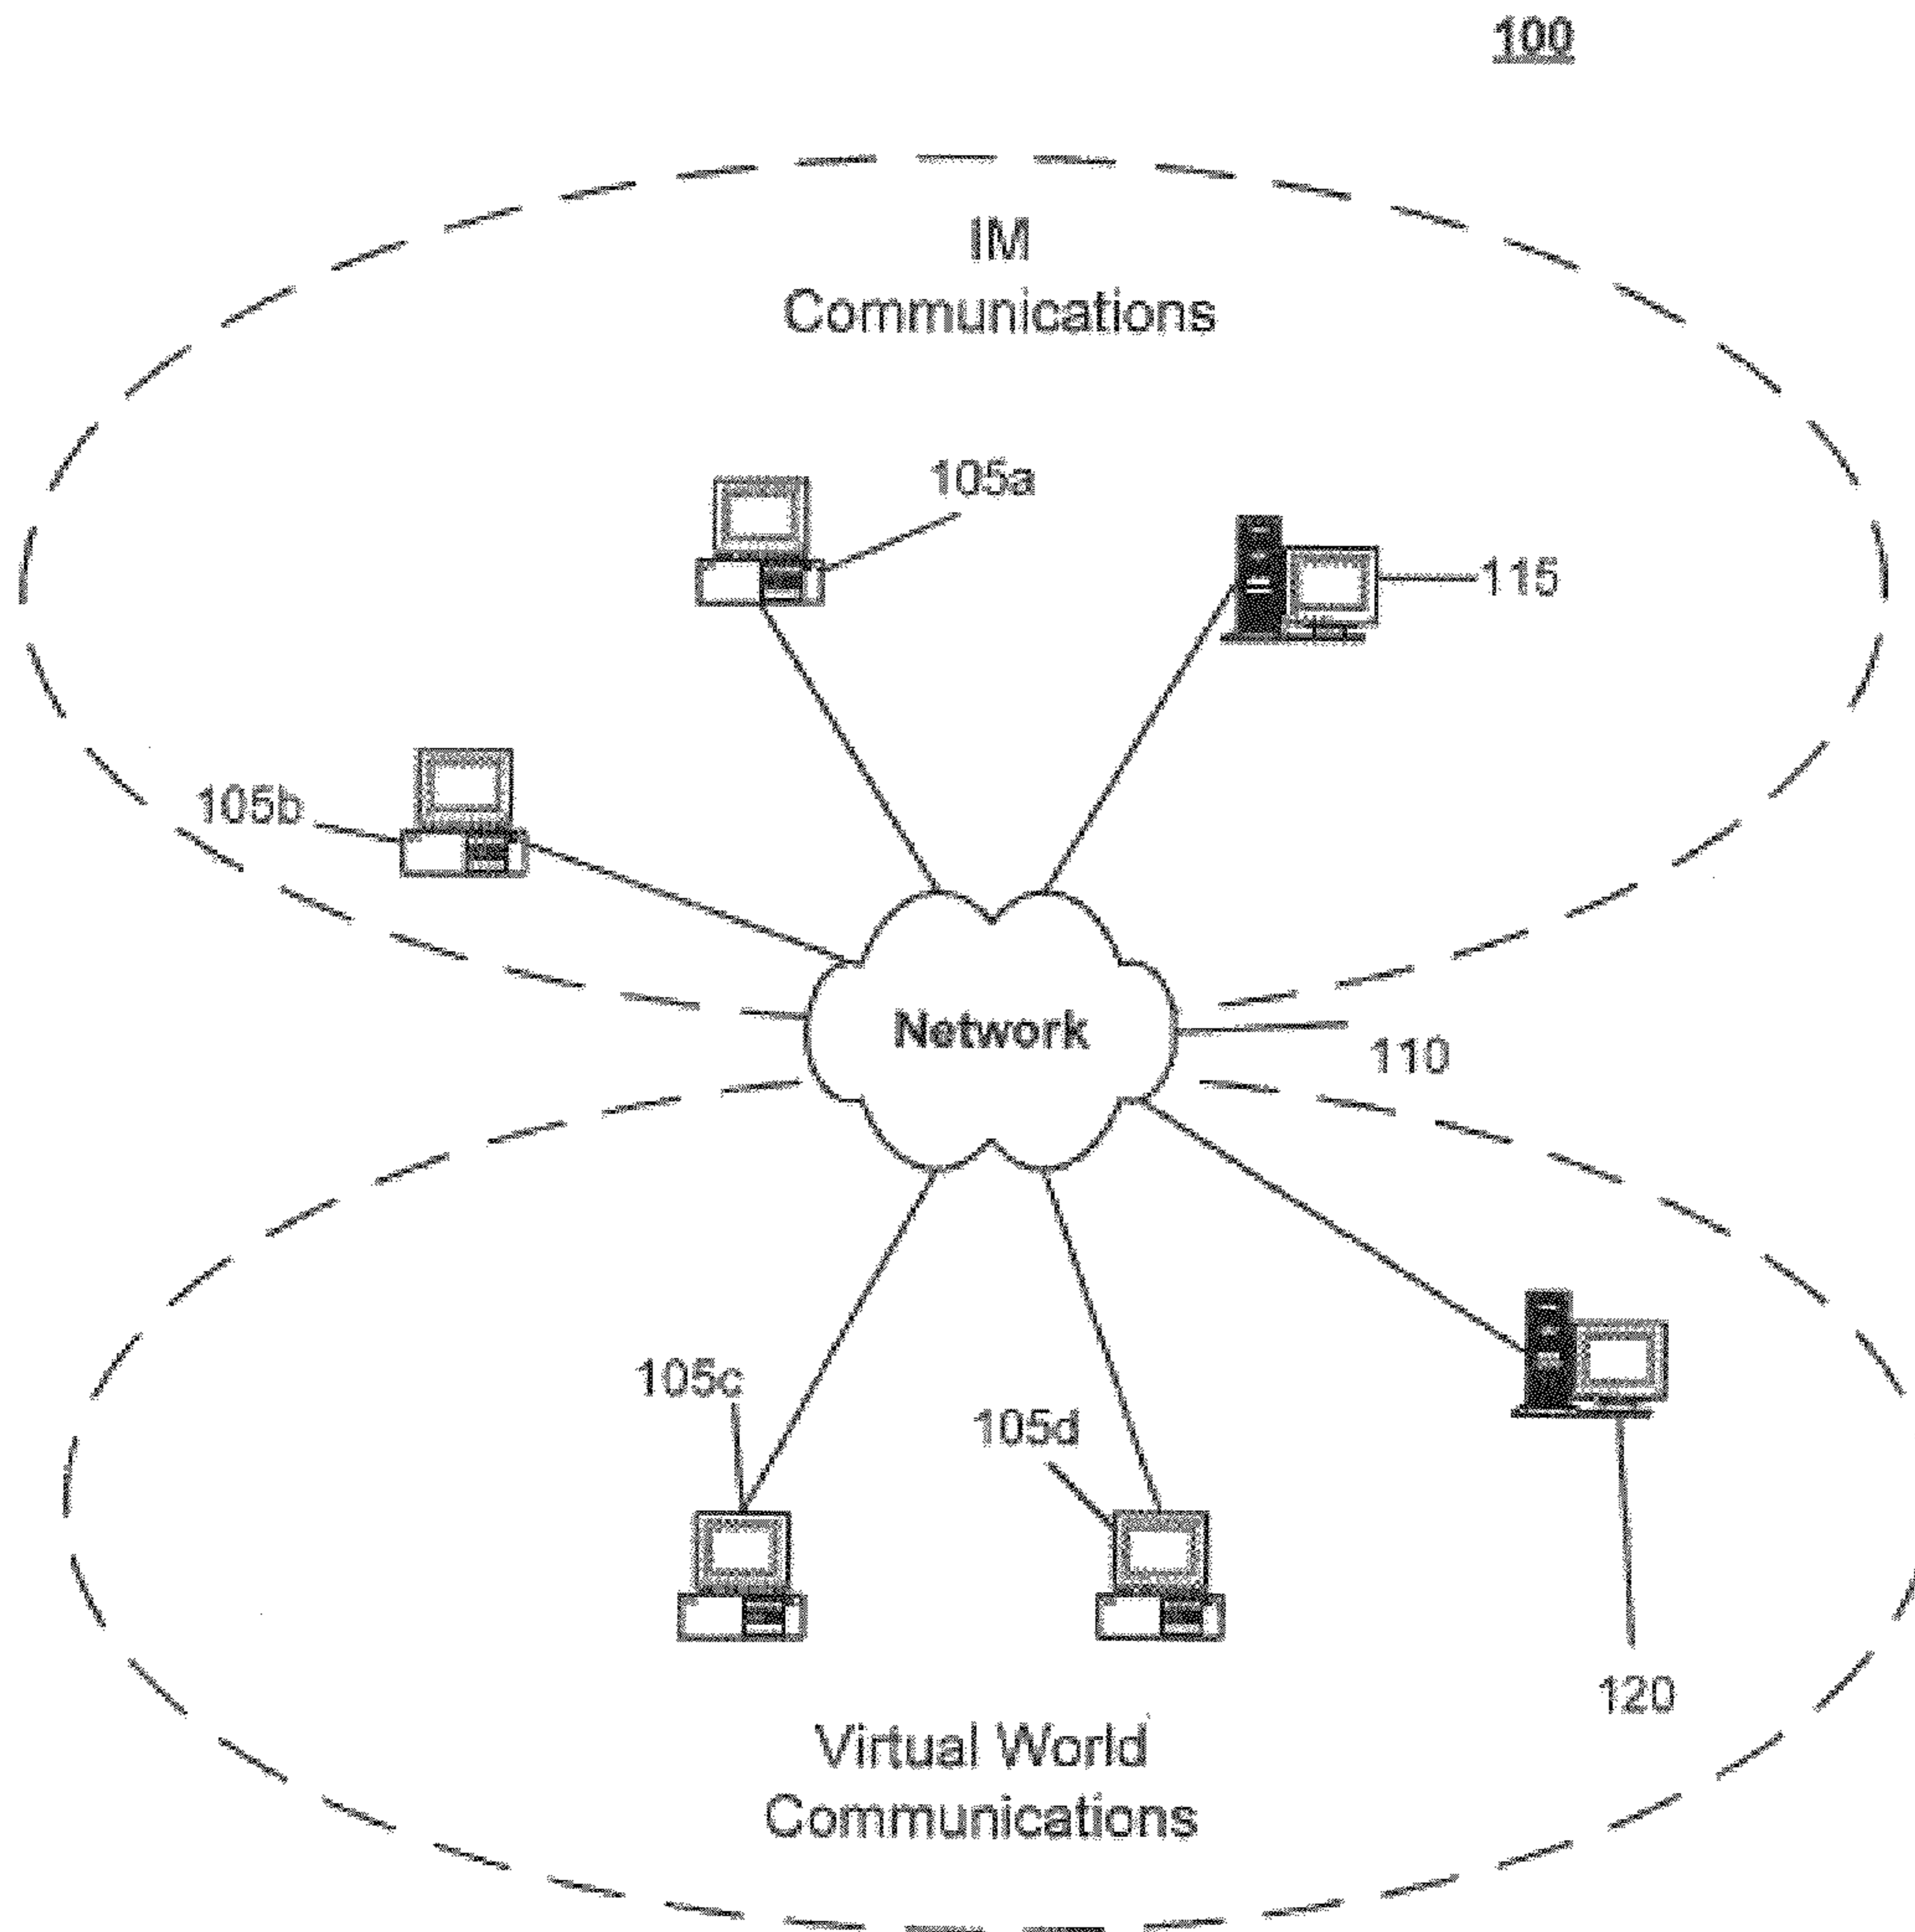 100
IM
Communications
105a
115
105b
Network
110
105c
105d
120
Virtual World
Communications